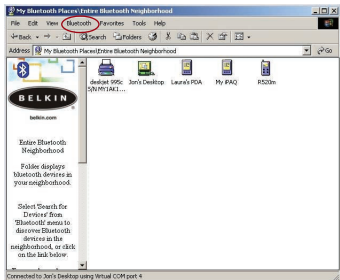 My Bluetooth Places\Entire Bluetooth Neighborhood
File Edit View Bluetooth Favorites Tools Help
Back Search Folders
Address My Bluetooth Places\Entire Bluetooth Neighborhood Go
deskjet 995c Jon's Desktop Laura's PDA My iPAQ R520m
S/N MY1AK1...
BELKIN
belkin.com
Entire Bluetooth
Neighborhood
Folder displays
bluetooth devices in
your neighborhood.
Select 'Search for
Devices' from
'Bluetooth' menu to
discover Bluetooth
devices in the
neighborhood, or click
on the link below.
Connected to Jon's Desktop using Virtual COM port 4